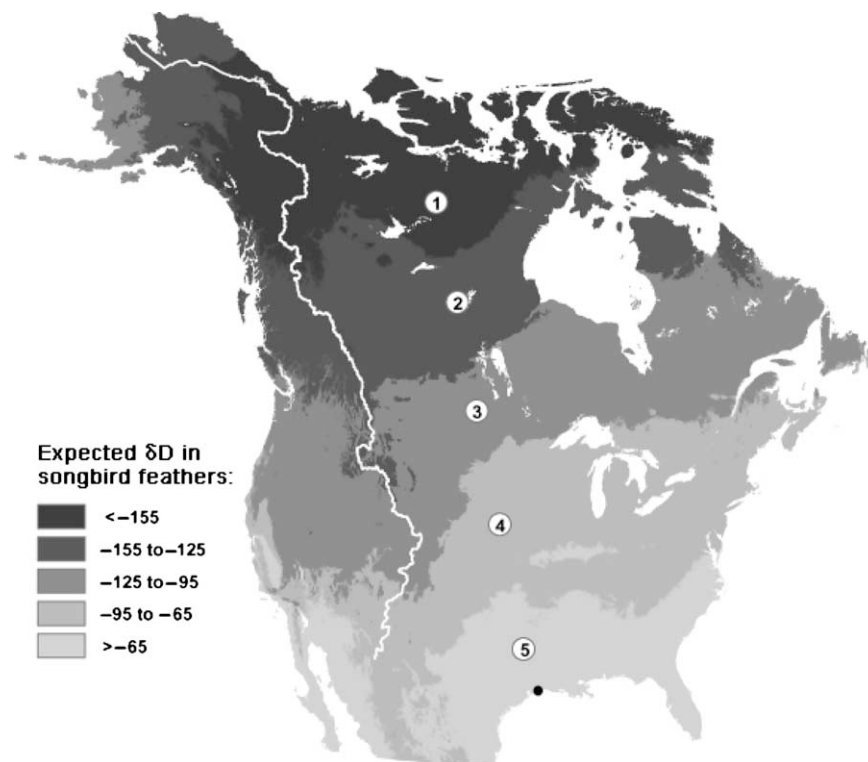 1
2
3
Expected δD in
songbird feathers:
4
<–155
–155 to–125
–125 to–95
–95 to –65
5
>–65